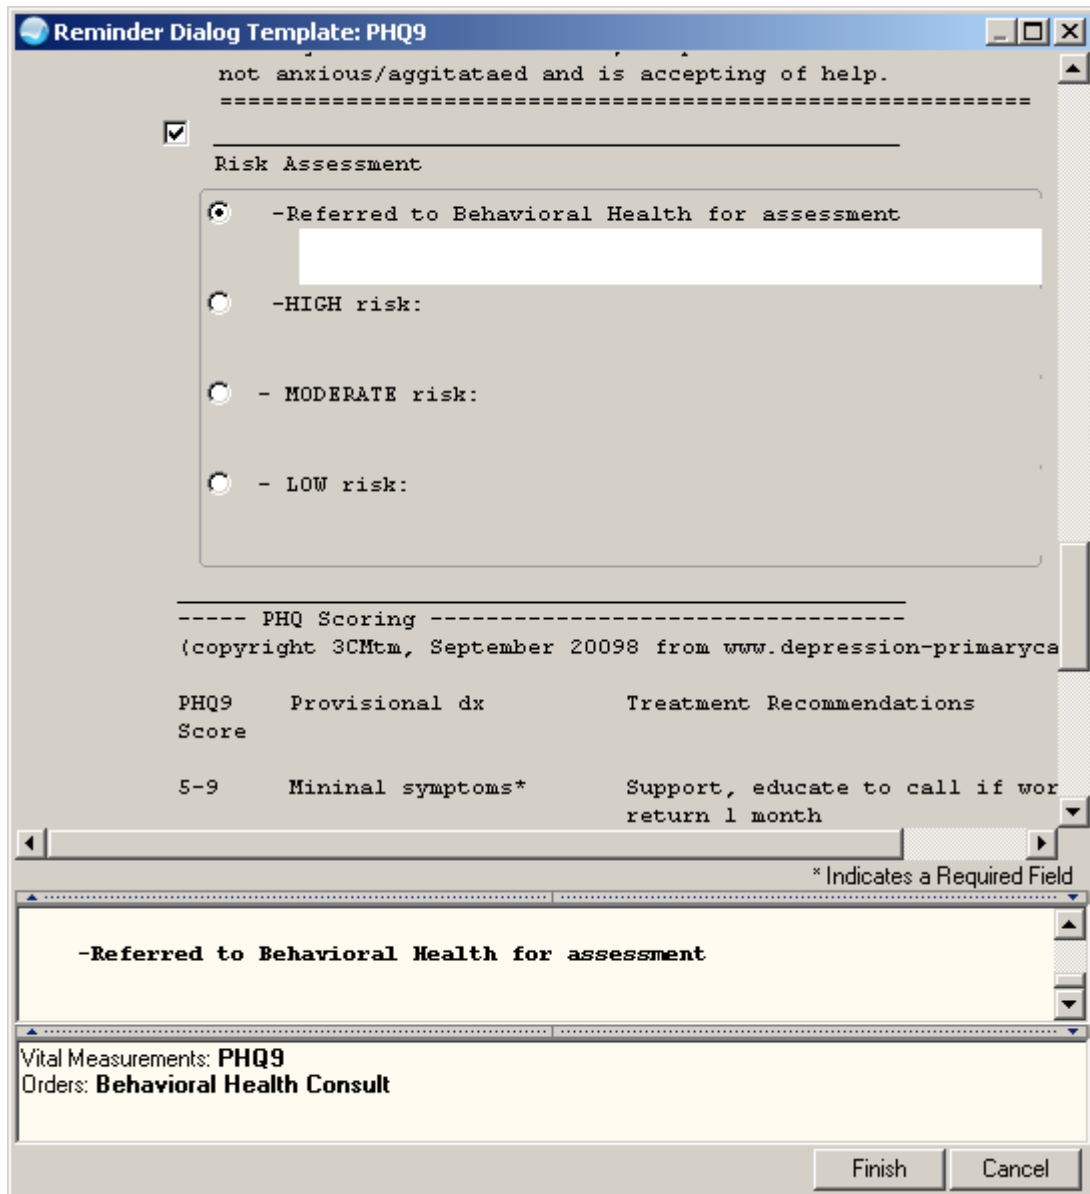 Reminder Dialog Template: PHQ9
not anxious/aggitataed and is accepting of help.
==========================================================
Risk Assessment
-Referred to Behavioral Health for assessment
-HIGH risk:
- MODERATE risk:
- LOW risk:
----- PHQ Scoring ----------------------------------
(copyright 3CMtm, September 20098 from www.depression-primaryca
PHQ9 Provisional dx Treatment Recommendations
Score
5-9 Mininal symptoms* Support, educate to call if wor
return 1 month
* Indicates a Required Field
-Referred to Behavioral Health for assessment
Vital Measurements: PHQ9
Orders: Behavioral Health Consult
Finish Cancel